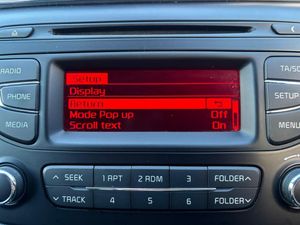 Setup
Display
Return
Mode Pop up Off
Scroll text On
RADIO
PHONE
MEDIA
TA/SC
SETUP
MENU
SEEK
TRACK
1 RPT
2 RDM
3
FOLDER
4
5
6
FOLDER